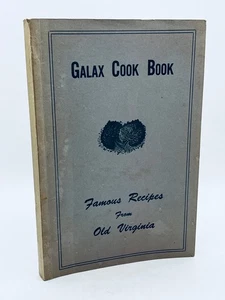 Galax Cook Book
Famous Recipes
From
Old Virginia